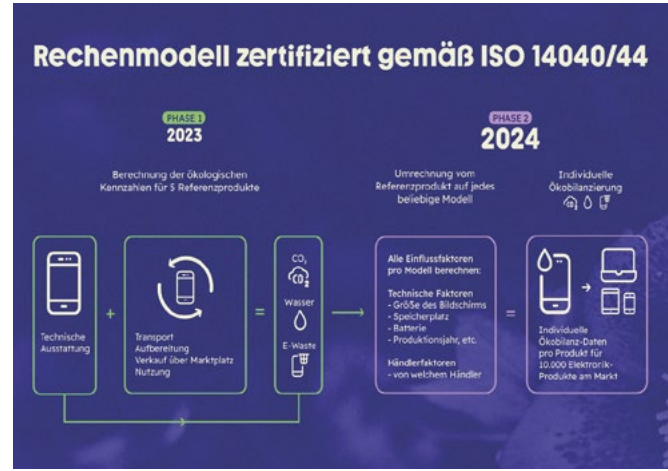 Rechenmodell zertifiziert gemäß ISO 14040/44
PHASE 1
2023
Berechnung der ökologischen
Kennzahlen für 5 Referenzprodukte
Technische
Ausstattung
+
Transport
Aufbereitung
Verkauf über Marktplatz
Nutzung
=
CO₂
CO₂
Wasser
E-Waste
PHASE 2
2024
Umrechnung vom
Referenzprodukt auf jedes
beliebige Modell
Individuelle
Ökobilanzierung
CO₂
Alle Einflussfaktoren
pro Modell berechnen:
Technische Faktoren
- Größe des Bildschirms
- Speicherplatz
- Batterie
- Produktionsjahr, etc.
Händlerfaktoren
- von welchem Händler
=
Individuelle
Ökobilanz-Daten
pro Produkt für
10.000 Elektronik-
Produkte am Markt